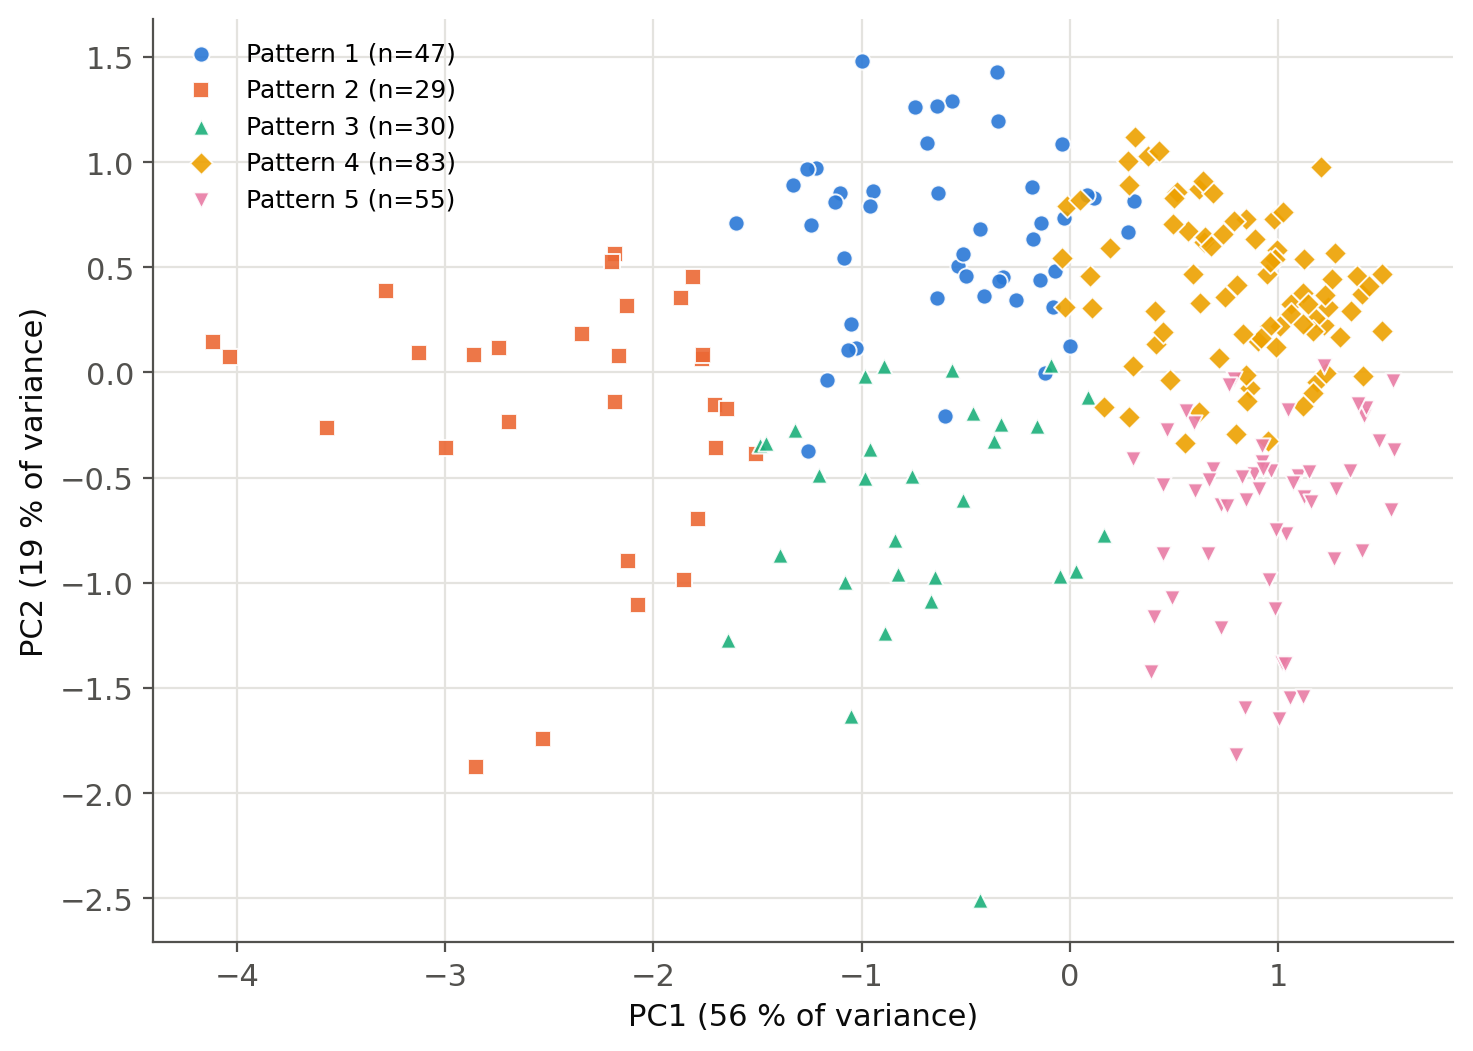 Pattern 1 (n=47)
Pattern 2 (n=29)
Pattern 3 (n=30)
Pattern 4 (n=83)
Pattern 5 (n=55)
1.5
1.0
0.5
0.0
−0.5
−1.0
−1.5
−2.0
−2.5
PC2 (19 % of variance)
−4
−3
−2
−1
0
1
PC1 (56 % of variance)